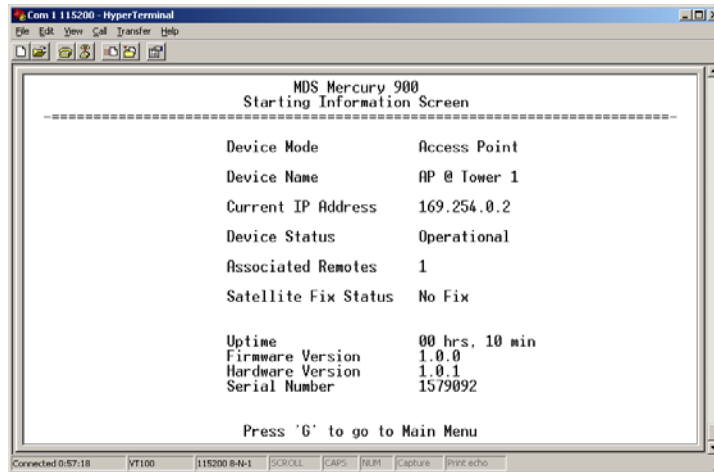 Com 1 115200 - HyperTerminal
File Edit View Call Transfer Help
MDS Mercury 900
Starting Information Screen
Device Mode Access Point
Device Name AP @ Tower 1
Current IP Address 169.254.0.2
Device Status Operational
Associated Remotes 1
Satellite Fix Status No Fix
Uptime 00 hrs, 10 min
Firmware Version 1.0.0
Hardware Version 1.0.1
Serial Number 1579092
Press 'G' to go to Main Menu
Connected 0:57:18 VT100 115200 8-N-1 SCROLL CAPS NUM Capture Print echo